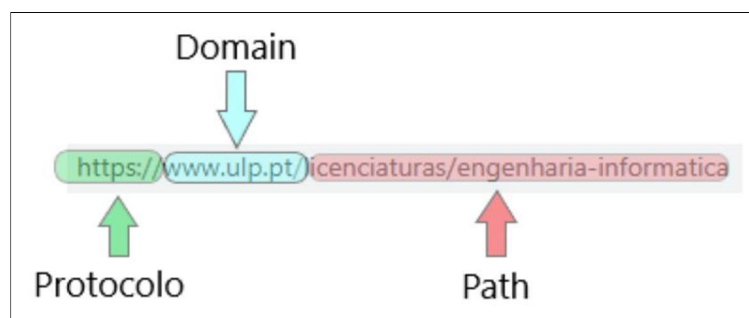 Domain
https://www.ulp.pt/licenciaturas/engenharia-informatica
Protocolo
Path